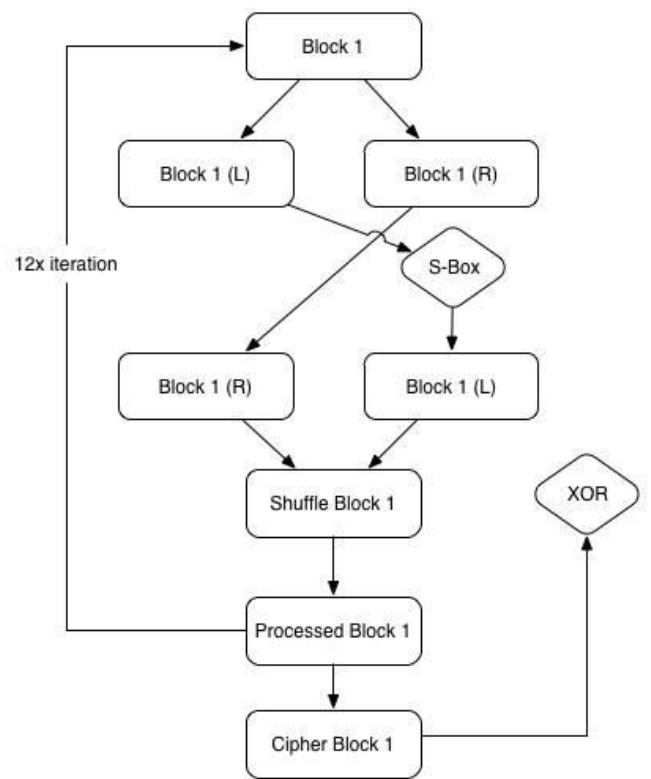 Block 1
Block 1 (L)
Block 1 (R)
S-Box
12x iteration
Block 1 (R)
Block 1 (L)
Shuffle Block 1
XOR
Processed Block 1
Cipher Block 1